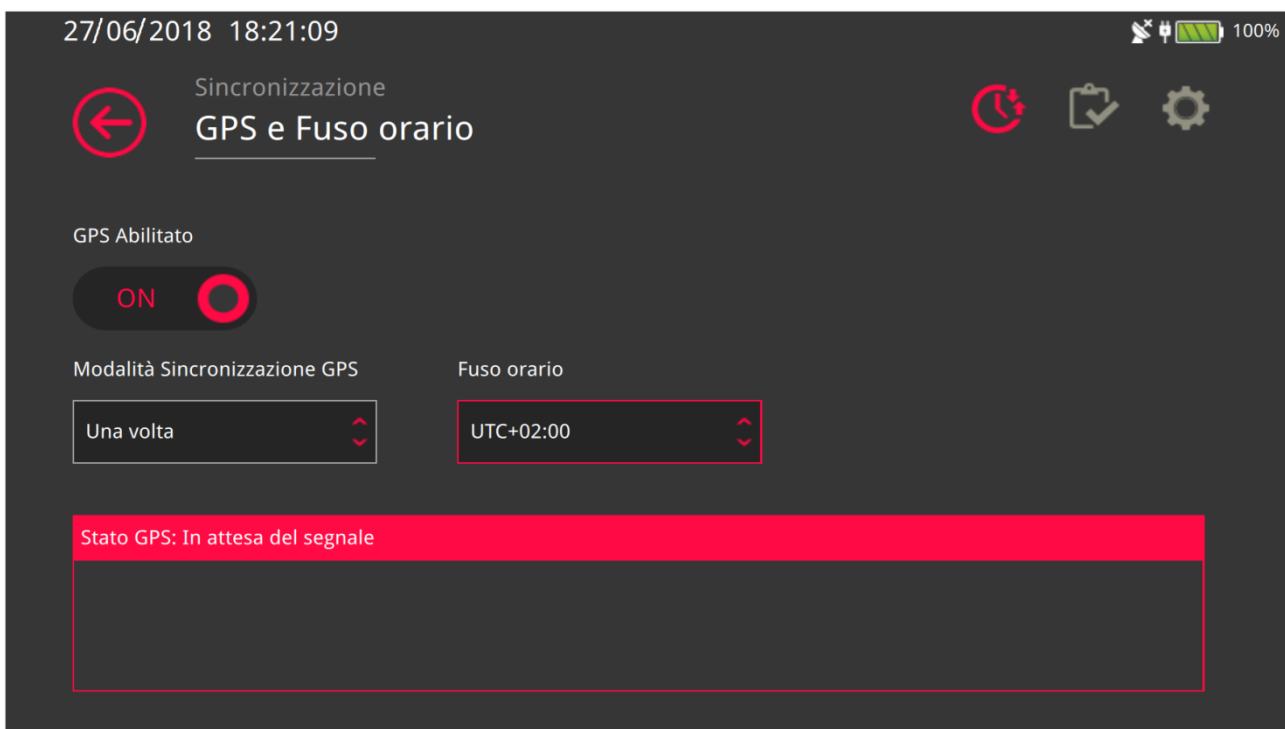 27/06/2018 18:21:09
100%
Sincronizzazione
GPS e Fuso orario
GPS Abilitato
ON
Modalità Sincronizzazione GPS
Fuso orario
Una volta
UTC+02:00
Stato GPS: In attesa del segnale